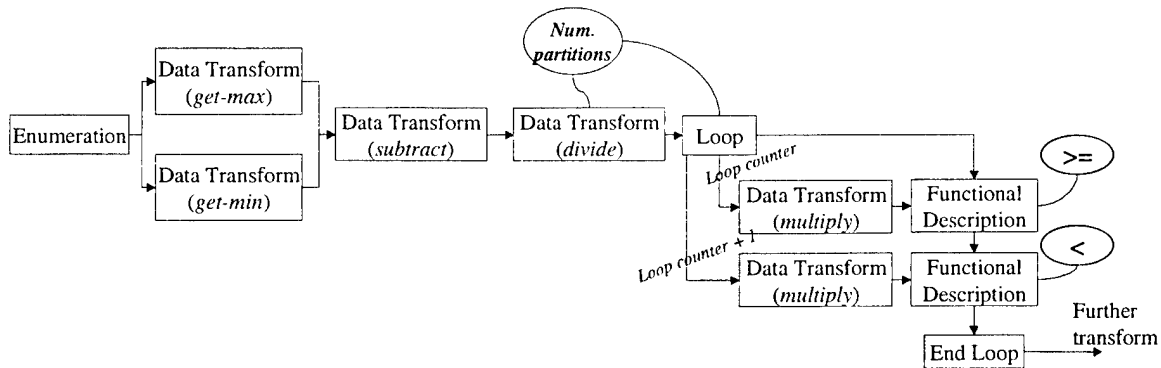 Num.
partitions
Data Transform
(get-max)
Enumeration
Data Transform
(subtract)
Data Transform
(divide)
Loop
Data Transform
(get-min)
Loop counter
>=
Data Transform
(multiply)
Functional
Description
Loop counter + 1
<
Data Transform
(multiply)
Functional
Description
Further
transform
End Loop